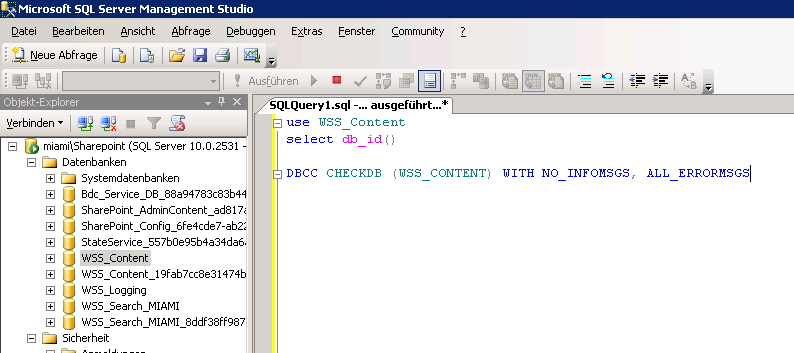 Microsoft SQL Server Management Studio
Datei Bearbeiten Ansicht Abfrage Debuggen Extras Fenster Community ?
Neue Abfrage
Ausführen
Objekt-Explorer
SQLQuery1.sql -... ausgeführt...*
Verbinden
use WSS_Content
select db_id()
DBCC CHECKDB (WSS_CONTENT) WITH NO_INFOMSGS, ALL_ERRORMSGS
miami\Sharepoint (SQL Server 10.0.2531 -
Datenbanken
Systemdatenbanken
Bdc_Service_DB_88a94783c83b44
SharePoint_AdminContent_ad817a
SharePoint_Config_6fe4cde7-ab22
StateService_557b0e95b4a34da6
WSS_Content
WSS_Content_19fab7cc8e31474b
WSS_Logging
WSS_Search_MIAMI
WSS_Search_MIAMI_8ddf38ff987
Sicherheit